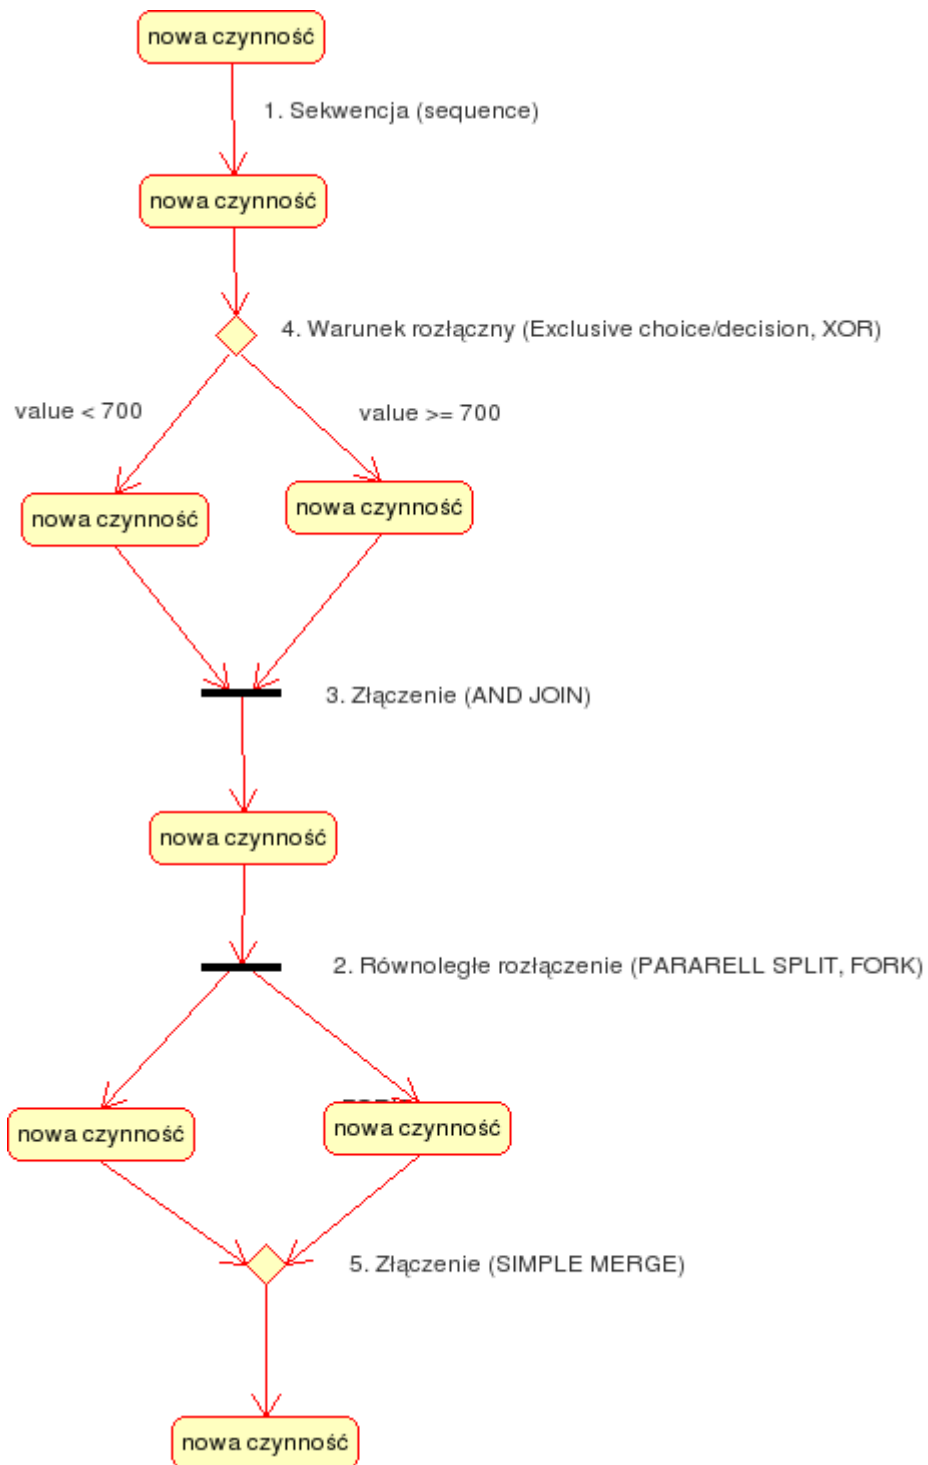 nowa czynność
1. Sekwencja (sequence)
nowa czynność
4. Warunek rozłączny (Exclusive choice/decision, XOR)
value < 700
value >= 700
nowa czynność
nowa czynność
3. Złączenie (AND JOIN)
nowa czynność
2. Równoległe rozłączenie (PARARELL SPLIT, FORK)
nowa czynność
nowa czynność
5. Złączenie (SIMPLE MERGE)
nowa czynność